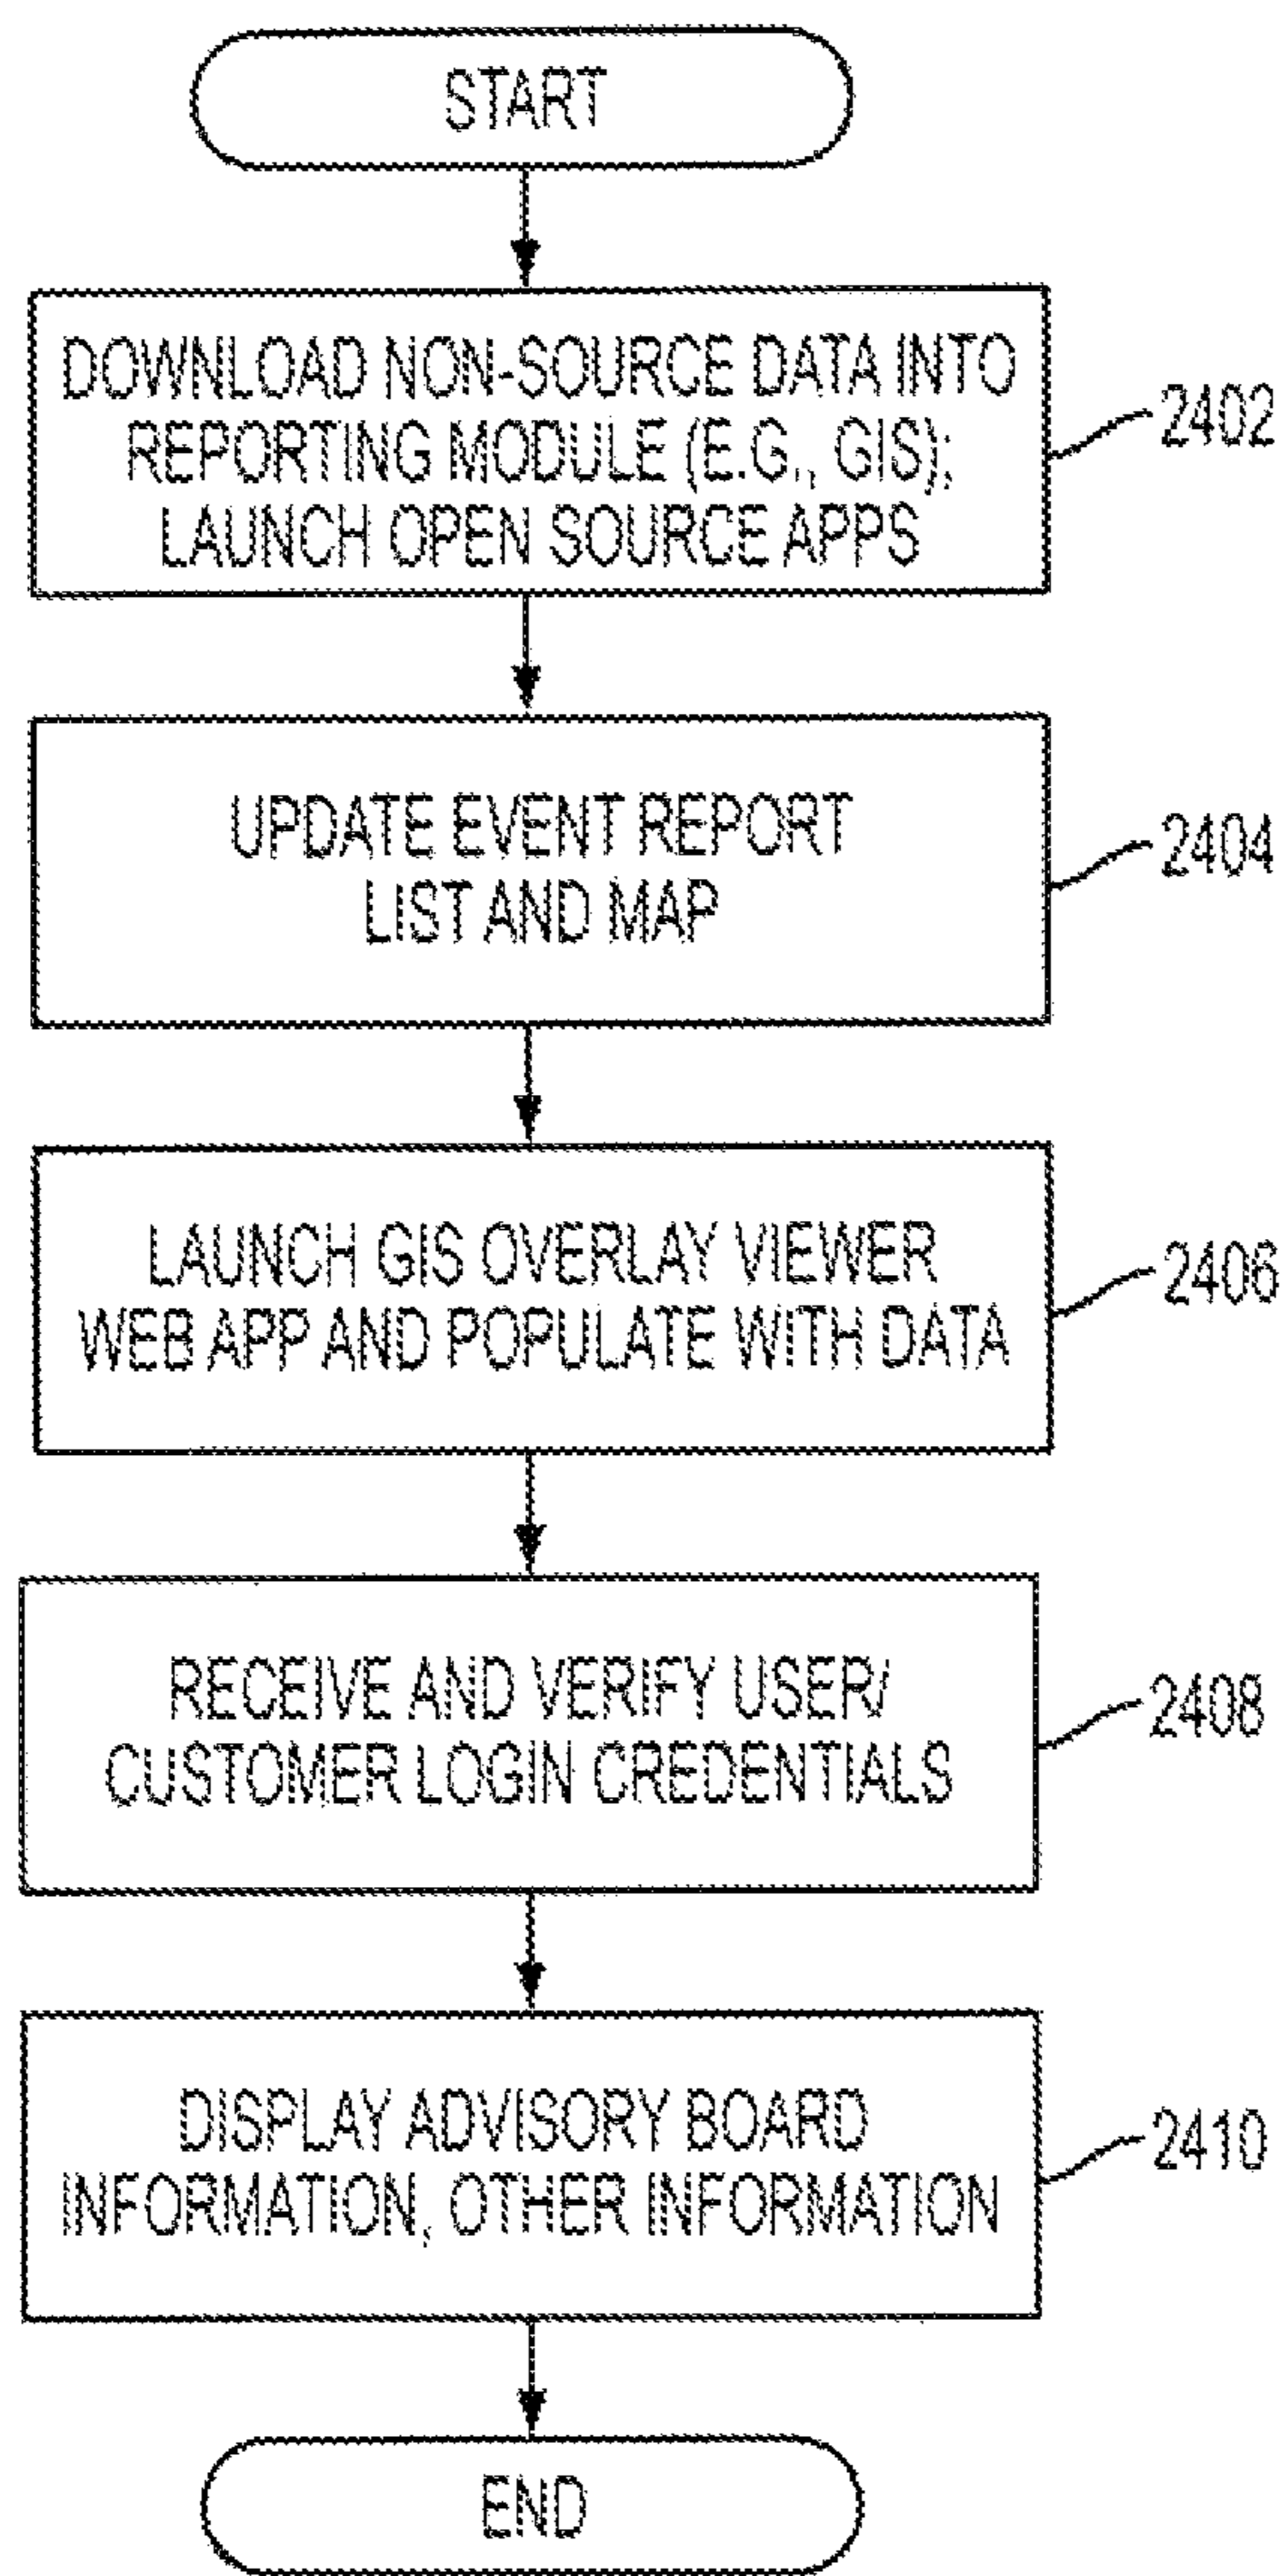 START
DOWNLOAD NON-SOURCE DATA INTO
REPORTING MODULE (E.G., GIS);
LAUNCH OPEN SOURCE APPS
2402
UPDATE EVENT REPORT
LIST AND MAP
2404
LAUNCH GIS OVERLAY VIEWER
WEB APP AND POPULATE WITH DATA
2406
RECEIVE AND VERIFY USER/
CUSTOMER LOGIN CREDENTIALS
2408
DISPLAY ADVISORY BOARD
INFORMATION, OTHER INFORMATION
2410
END